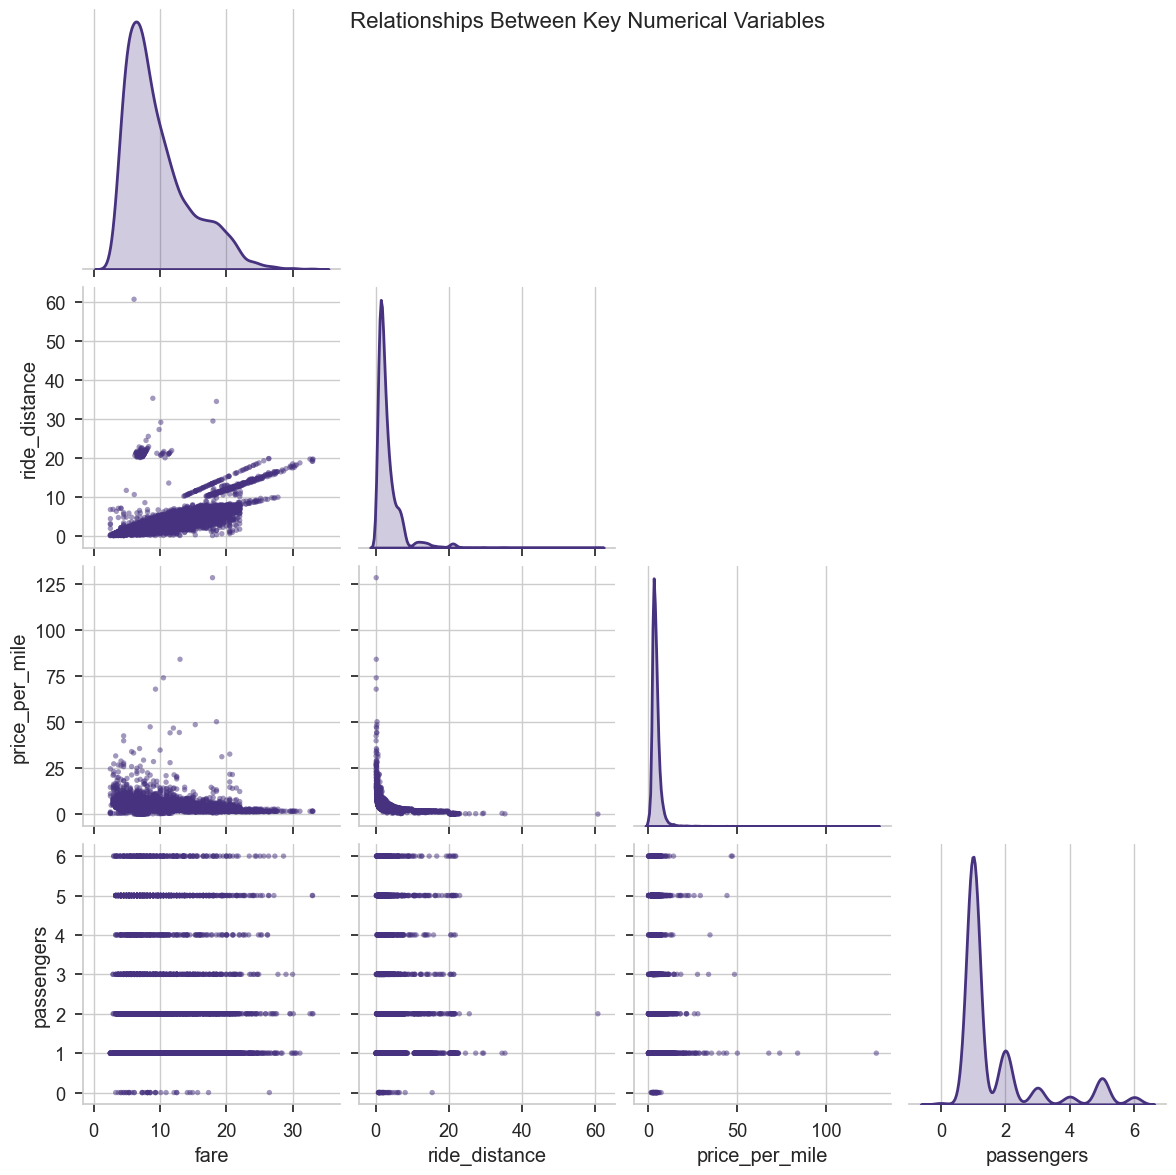 Relationships Between Key Numerical Variables
ride_distance
60
50
40
30
20
10
0
price_per_mile
125
100
75
50
25
0
passengers
6
5
4
3
2
1
0
0 10 20 30
0 20 40 60
0 50 100
0 2 4 6
fare
ride_distance
price_per_mile
passengers